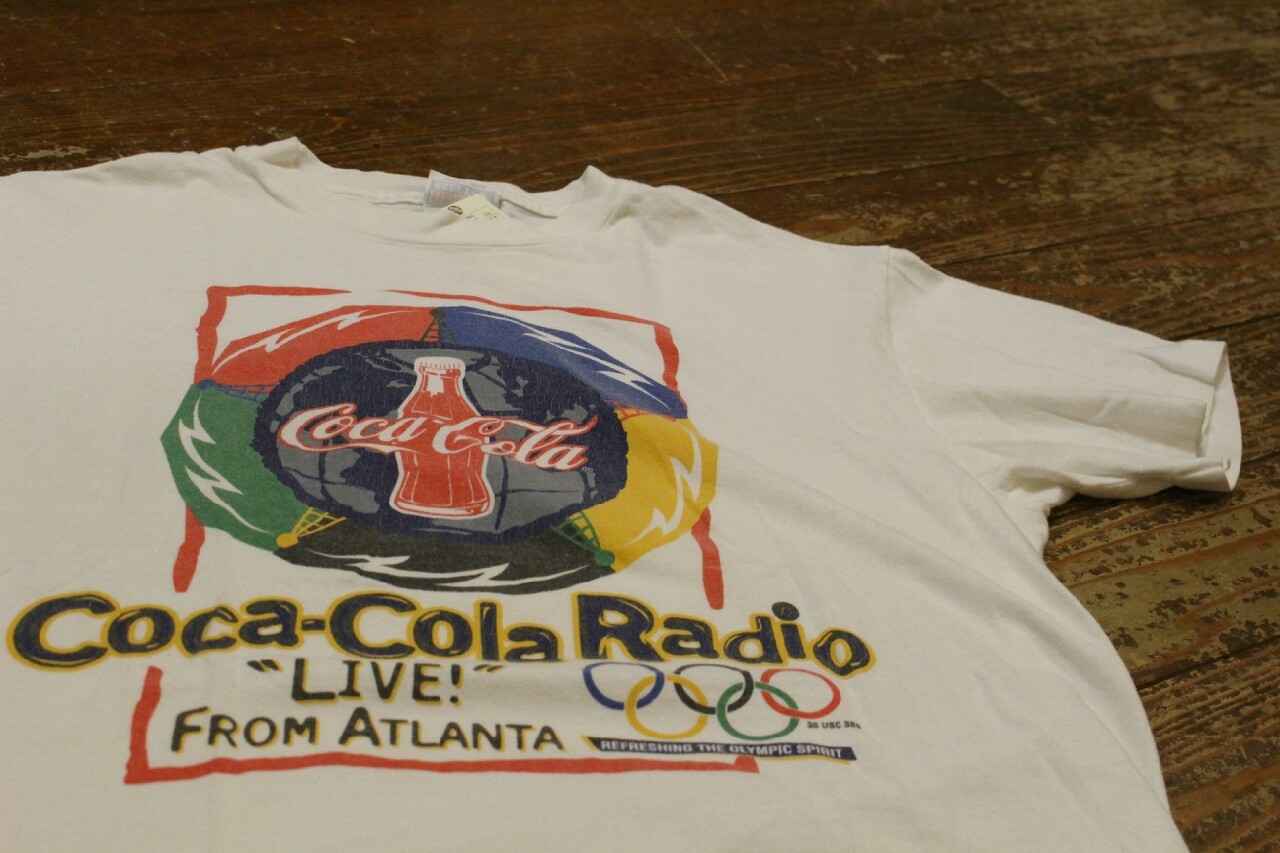 Coca-Cola
Coca-Cola Radio
"LIVE!"
FROM ATLANTA
36 USC 380
REFRESHING THE OLYMPIC SPIRIT